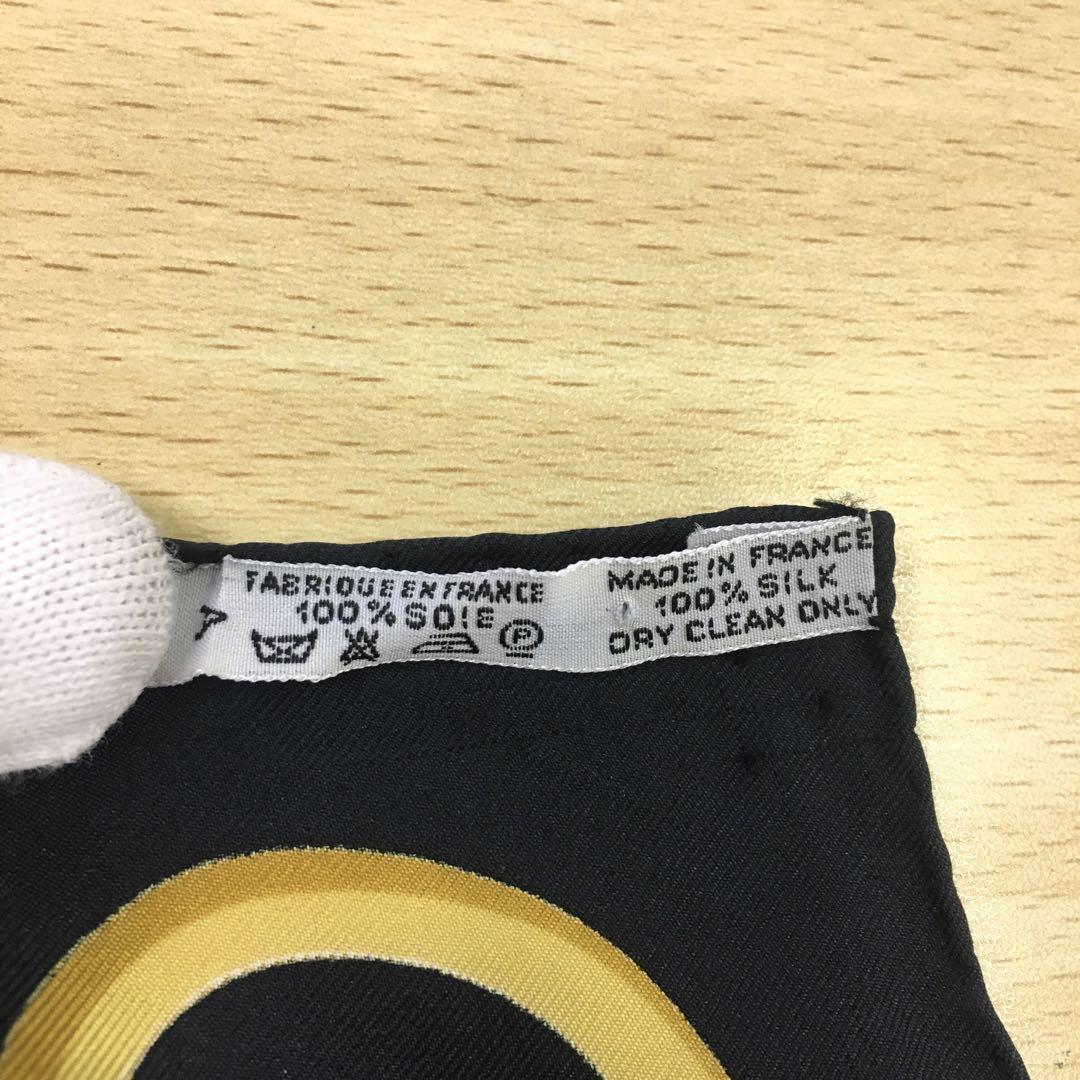 FABRIQUE EN FRANCE
100% SOIE
P
MADE IN FRANCE
100% SILK
DRY CLEAN ONLY